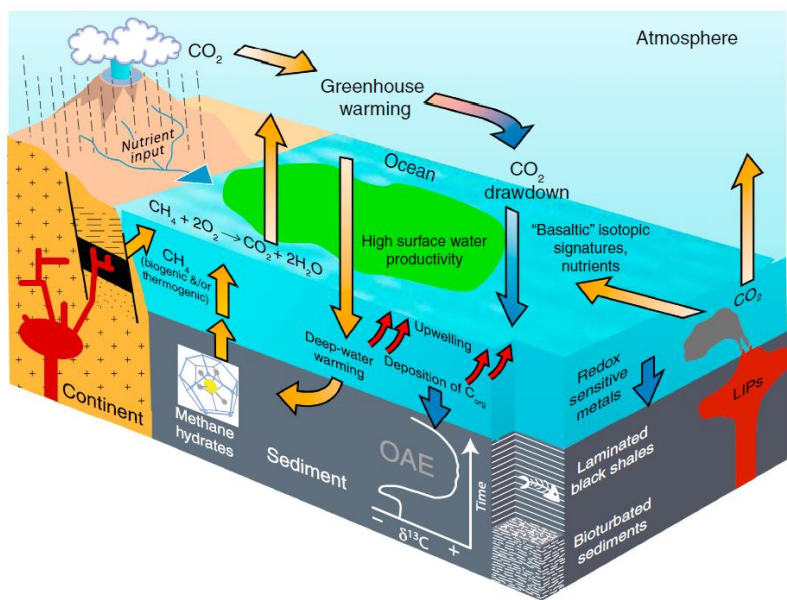 CO₂
Atmosphere
Greenhouse
warming
Nutrient
input
Ocean
CO₂
drawdown
CH₄ + 2O₂ → CO₂ + 2H₂O
High surface water
productivity
"Basaltic" isotopic
signatures,
nutrients
CH₄
(biogenic &/or
thermogenic)
CO₂
Upwelling
Deep-water
warming
Deposition of C org
Redox
sensitive
metals
LIPs
Continent
Methane
hydrates
Sediment
OAE
Time
Laminated
black shales
Bioturbated
sediments
− +
δ¹³C